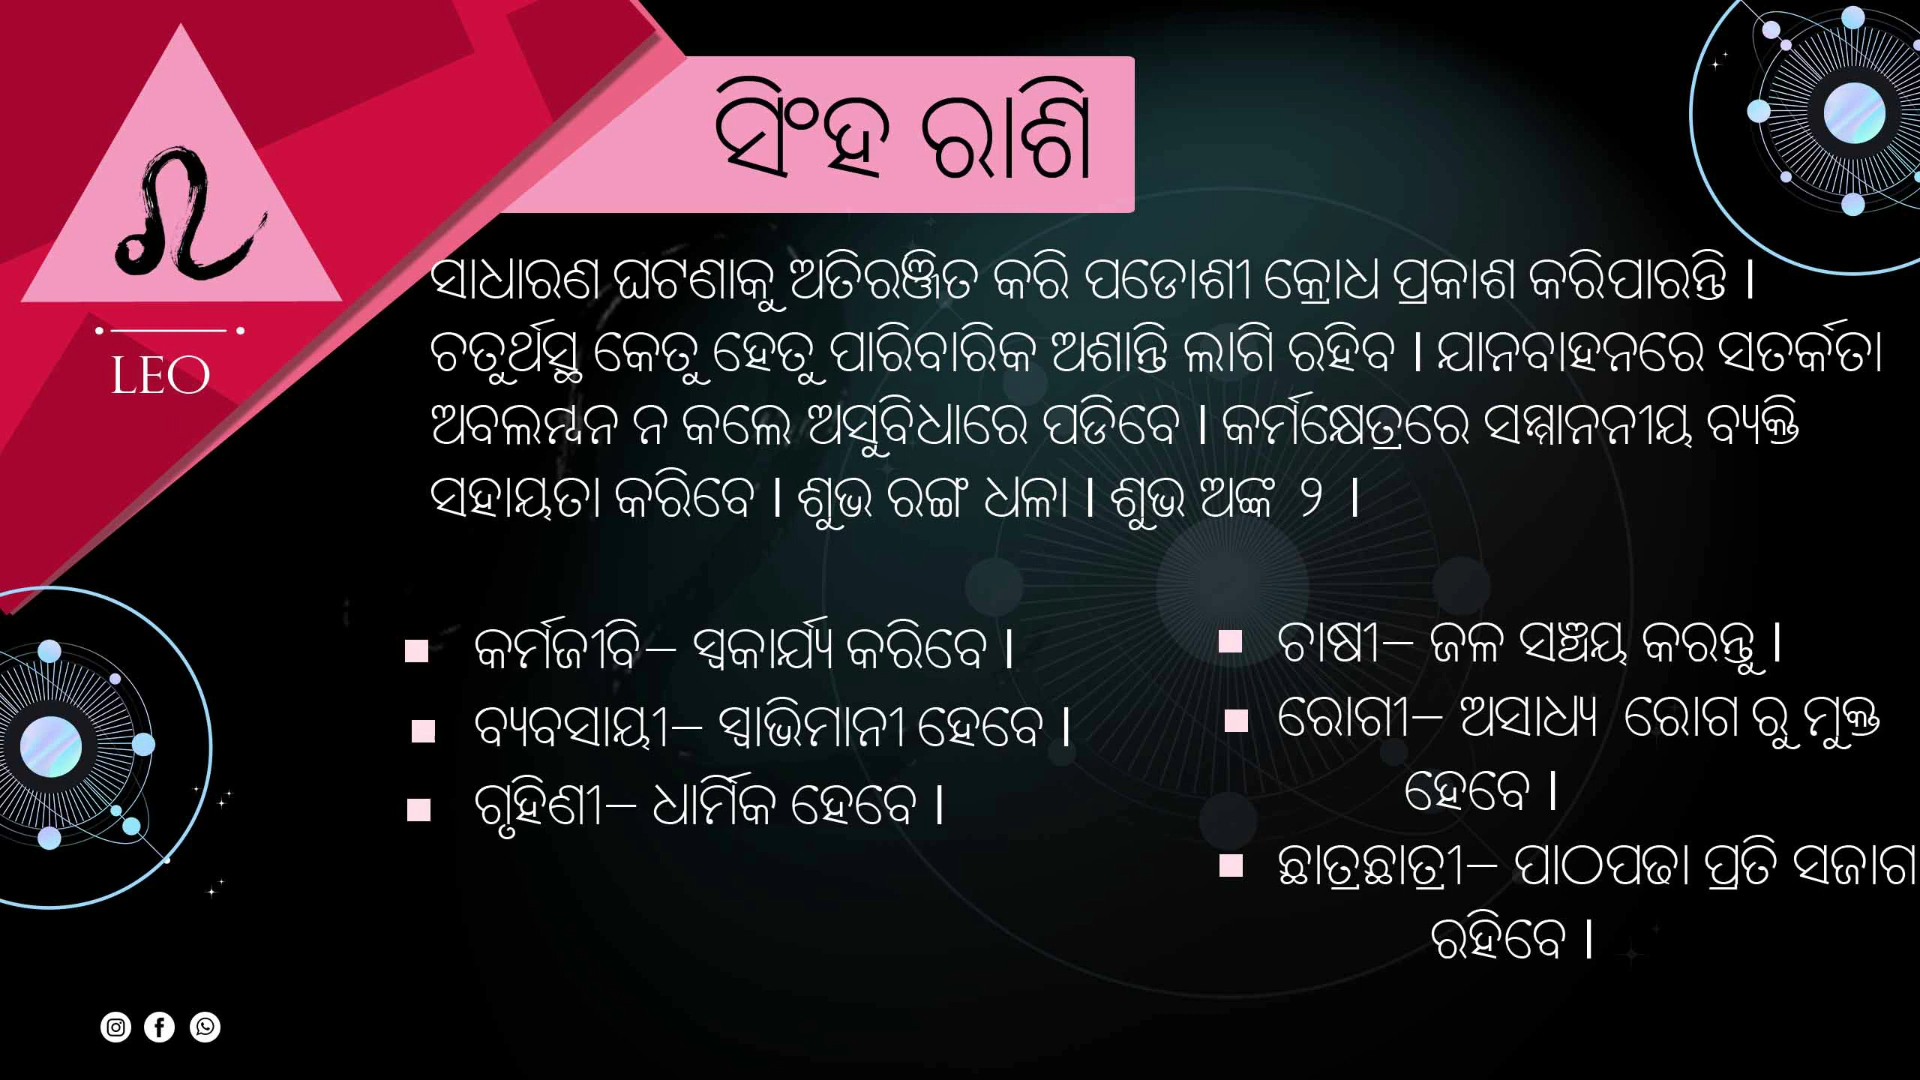 ସିଂହ ରାଶି
LEO
ସାଧାରଣ ଘଟଣାକୁ ଅତିରଞ୍ଜିତ କରି ପଡୋଶୀ କ୍ରୋଧ ପ୍ରକାଶ କରିପାରନ୍ତି ।
ଚତୁର୍ଥସ୍ଥ କେତୁ ହେତୁ ପାରିବାରିକ ଅଶାନ୍ତି ଲାଗି ରହିବ । ଯାନବାହନରେ ସତର୍କତା
ଅବଲମ୍ବନ ନ କଲେ ଅସୁବିଧାରେ ପଡିବେ । କର୍ମକ୍ଷେତ୍ରରେ ସମ୍ମାନନୀୟ ବ୍ୟକ୍ତି
ସହାୟତା କରିବେ । ଶୁଭ ରଙ୍ଗ ଧଳା । ଶୁଭ ଅଙ୍କ ୨ ।
କର୍ମଜୀବି– ସ୍ୱକାର୍ଯ୍ୟ କରିବେ ।
ବ୍ୟବସାୟୀ– ସ୍ୱାଭିମାନୀ ହେବେ ।
ଗୃହିଣୀ– ଧାର୍ମିକ ହେବେ ।
ଚାଷୀ– ଜଳ ସଞ୍ଚୟ କରନ୍ତୁ ।
ରୋଗୀ– ଅସାଧ୍ୟ ରୋଗ ରୁ ମୁକ୍ତ
ହେବେ ।
ଛାତ୍ରଛାତ୍ରୀ– ପାଠପଢା ପ୍ରତି ସଜାଗ
ରହିବେ ।